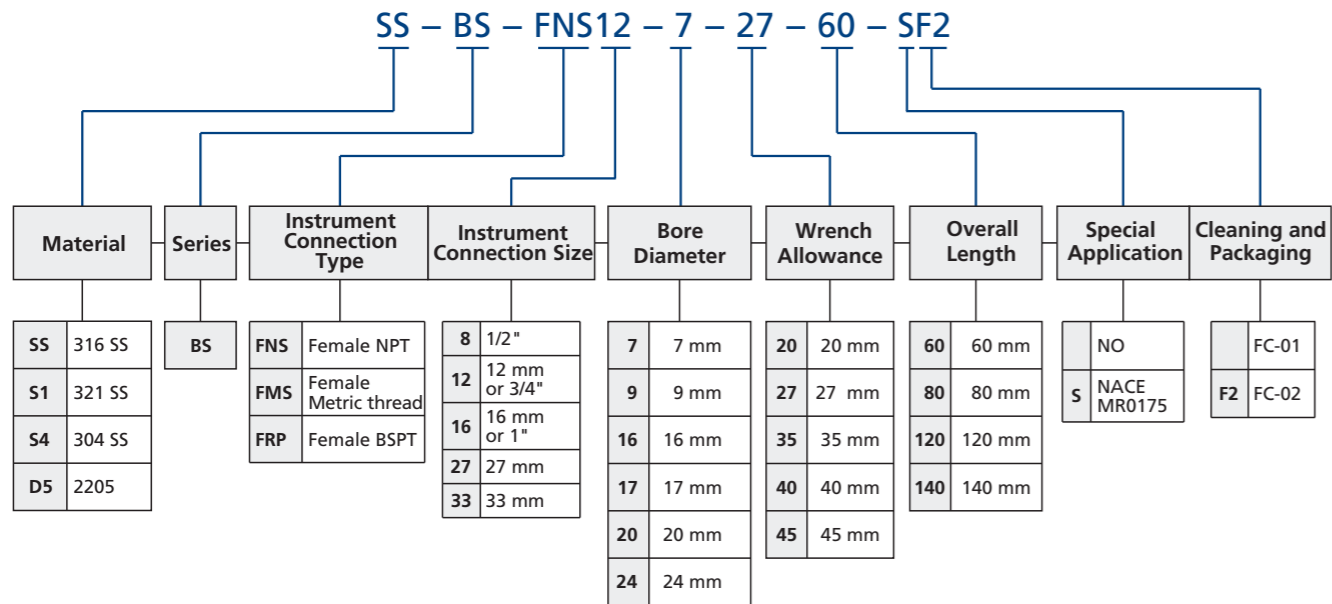 SS – BS – FNS12 – 7 – 27 – 60 – SF2
Material
Series
Instrument
Connection
Type
Instrument
Connection Size
Bore
Diameter
Wrench
Allowance
Overall
Length
Special
Application
Cleaning and
Packaging
SS 316 SS
S1 321 SS
S4 304 SS
D5 2205
BS
FNS Female NPT
FMS Female
Metric thread
FRP Female BSPT
8 1/2"
12 12 mm
or 3/4"
16 16 mm
or 1"
27 27 mm
33 33 mm
7 7 mm
9 9 mm
16 16 mm
17 17 mm
20 20 mm
24 24 mm
20 20 mm
27 27 mm
35 35 mm
40 40 mm
45 45 mm
60 60 mm
80 80 mm
120 120 mm
140 140 mm
NO
S NACE
MR0175
FC-01
F2 FC-02